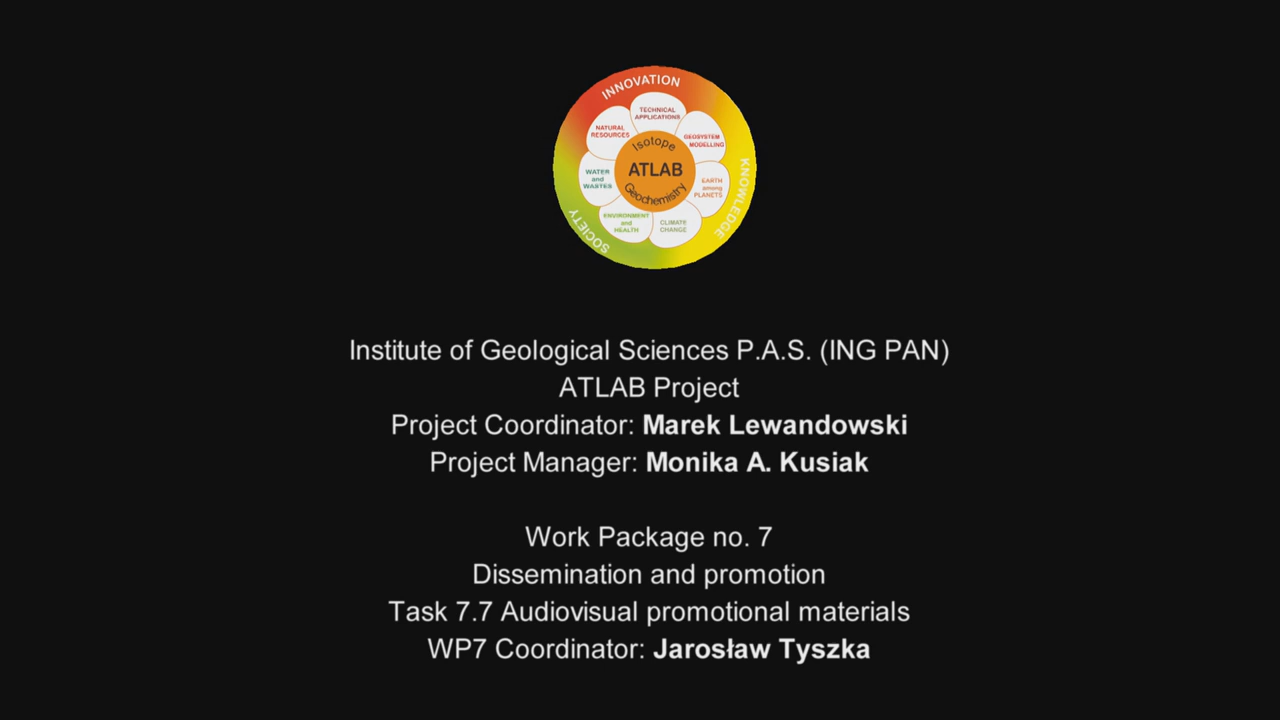 INNOVATION
TECHNICAL
APPLICATIONS
NATURAL
RESOURCES
GEOSYSTEM
MODELLING
Isotope
ATLAB
Geochemistry
WATER
and
WASTES
EARTH
among
PLANETS
ENVIRONMENT
and
HEALTH
CLIMATE
CHANGE
KNOWLEDGE
SOCIETY
Institute of Geological Sciences P.A.S. (ING PAN)
ATLAB Project
Project Coordinator: Marek Lewandowski
Project Manager: Monika A. Kusiak
Work Package no. 7
Dissemination and promotion
Task 7.7 Audiovisual promotional materials
WP7 Coordinator: Jarosław Tyszka